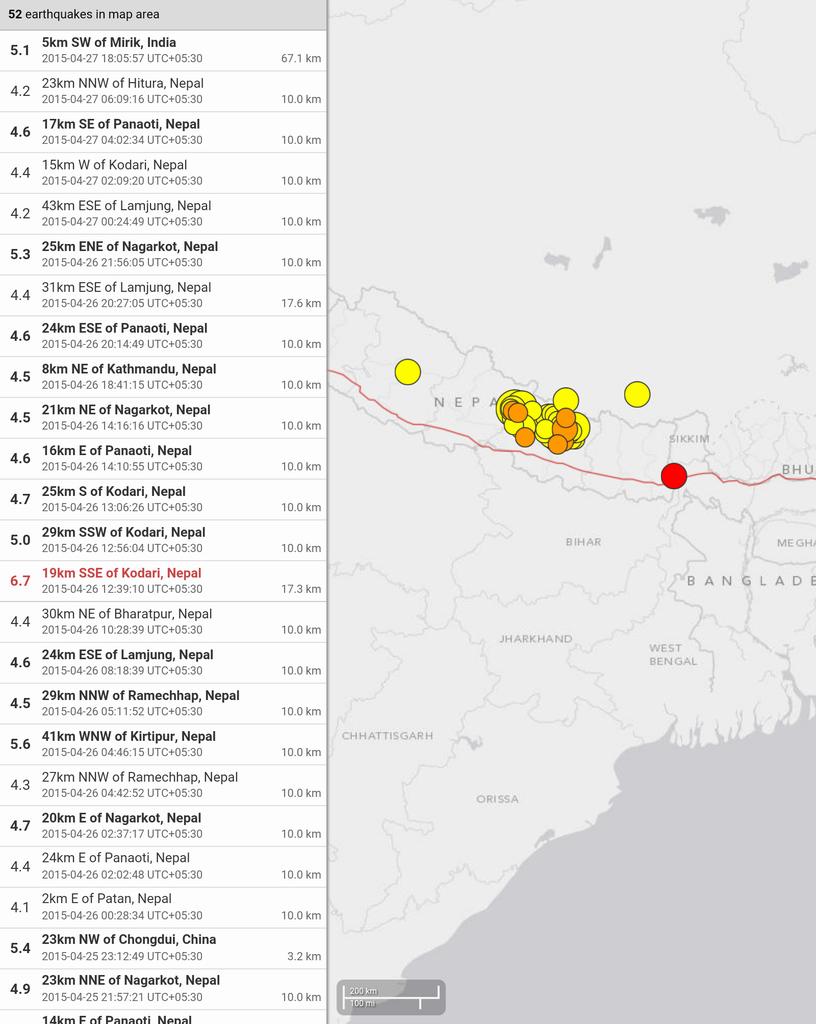 52 earthquakes in map area
5.1
5km SW of Mirik, India
2015-04-27 18:05:57 UTC+05:30
67.1 km
4.2
23km NNW of Hitura, Nepal
2015-04-27 06:09:16 UTC+05:30
10.0 km
4.6
17km SE of Panaoti, Nepal
2015-04-27 04:02:34 UTC+05:30
10.0 km
4.4
15km W of Kodari, Nepal
2015-04-27 02:09:20 UTC+05:30
10.0 km
4.2
43km ESE of Lamjung, Nepal
2015-04-27 00:24:49 UTC+05:30
10.0 km
5.3
25km ENE of Nagarkot, Nepal
2015-04-26 21:56:05 UTC+05:30
10.0 km
4.4
31km ESE of Lamjung, Nepal
2015-04-26 20:27:05 UTC+05:30
17.6 km
4.6
24km ESE of Panaoti, Nepal
2015-04-26 20:14:49 UTC+05:30
10.0 km
4.5
8km NE of Kathmandu, Nepal
2015-04-26 18:41:15 UTC+05:30
10.0 km
4.5
21km NE of Nagarkot, Nepal
2015-04-26 14:16:16 UTC+05:30
10.0 km
4.6
16km E of Panaoti, Nepal
2015-04-26 14:10:55 UTC+05:30
10.0 km
4.7
25km S of Kodari, Nepal
2015-04-26 13:06:26 UTC+05:30
10.0 km
5.0
29km SSW of Kodari, Nepal
2015-04-26 12:56:04 UTC+05:30
10.0 km
6.7
19km SSE of Kodari, Nepal
2015-04-26 12:39:10 UTC+05:30
17.3 km
4.4
30km NE of Bharatpur, Nepal
2015-04-26 10:28:39 UTC+05:30
10.0 km
4.6
24km ESE of Lamjung, Nepal
2015-04-26 08:18:39 UTC+05:30
10.0 km
4.5
29km NNW of Ramechhap, Nepal
2015-04-26 05:11:52 UTC+05:30
10.0 km
5.6
41km WNW of Kirtipur, Nepal
2015-04-26 04:46:15 UTC+05:30
10.0 km
4.3
27km NNW of Ramechhap, Nepal
2015-04-26 04:42:52 UTC+05:30
10.0 km
4.7
20km E of Nagarkot, Nepal
2015-04-26 02:37:17 UTC+05:30
10.0 km
4.4
24km E of Panaoti, Nepal
2015-04-26 02:02:48 UTC+05:30
10.0 km
4.1
2km E of Patan, Nepal
2015-04-26 00:28:34 UTC+05:30
10.0 km
5.4
23km NW of Chongdui, China
2015-04-25 23:12:49 UTC+05:30
3.2 km
4.9
23km NNE of Nagarkot, Nepal
2015-04-25 21:57:21 UTC+05:30
10.0 km
14km E of Panaoti, Nepal
NEPA
SIKKIM
BHU
BIHAR
MEGHA
BANGLADE
JHARKHAND
WEST
BENGAL
CHHATTISGARH
ORISSA
200 km
100 mi